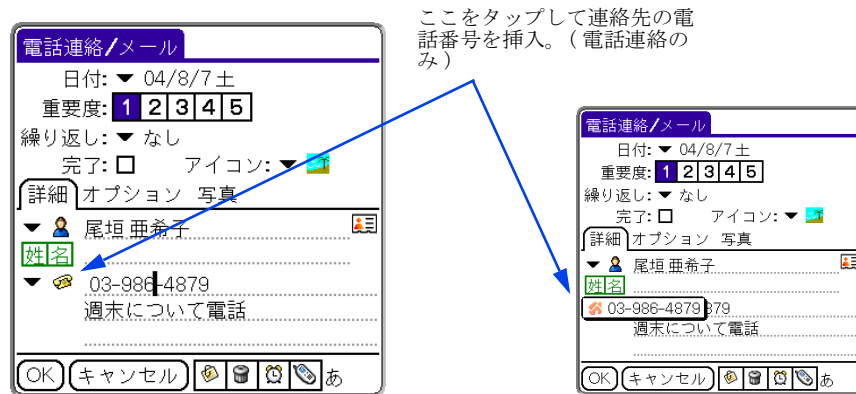 ここをタップして連絡先の電
話番号を挿入。( 電話連絡の
み )
電話連絡/メール
日付: 04/8/7 土
重要度: 1 2 3 4 5
繰り返し: なし
完了: アイコン:
詳細 オプション 写真
尾垣 亜希子
姓 名
03-986-4879
週末について電話
OK キャンセル あ
電話連絡/メール
日付: 04/8/7 土
重要度: 1 2 3 4 5
繰り返し: なし
完了: アイコン:
詳細 オプション 写真
尾垣 亜希子
姓 名
03-986-4879 879
週末について電話
OK キャンセル あ